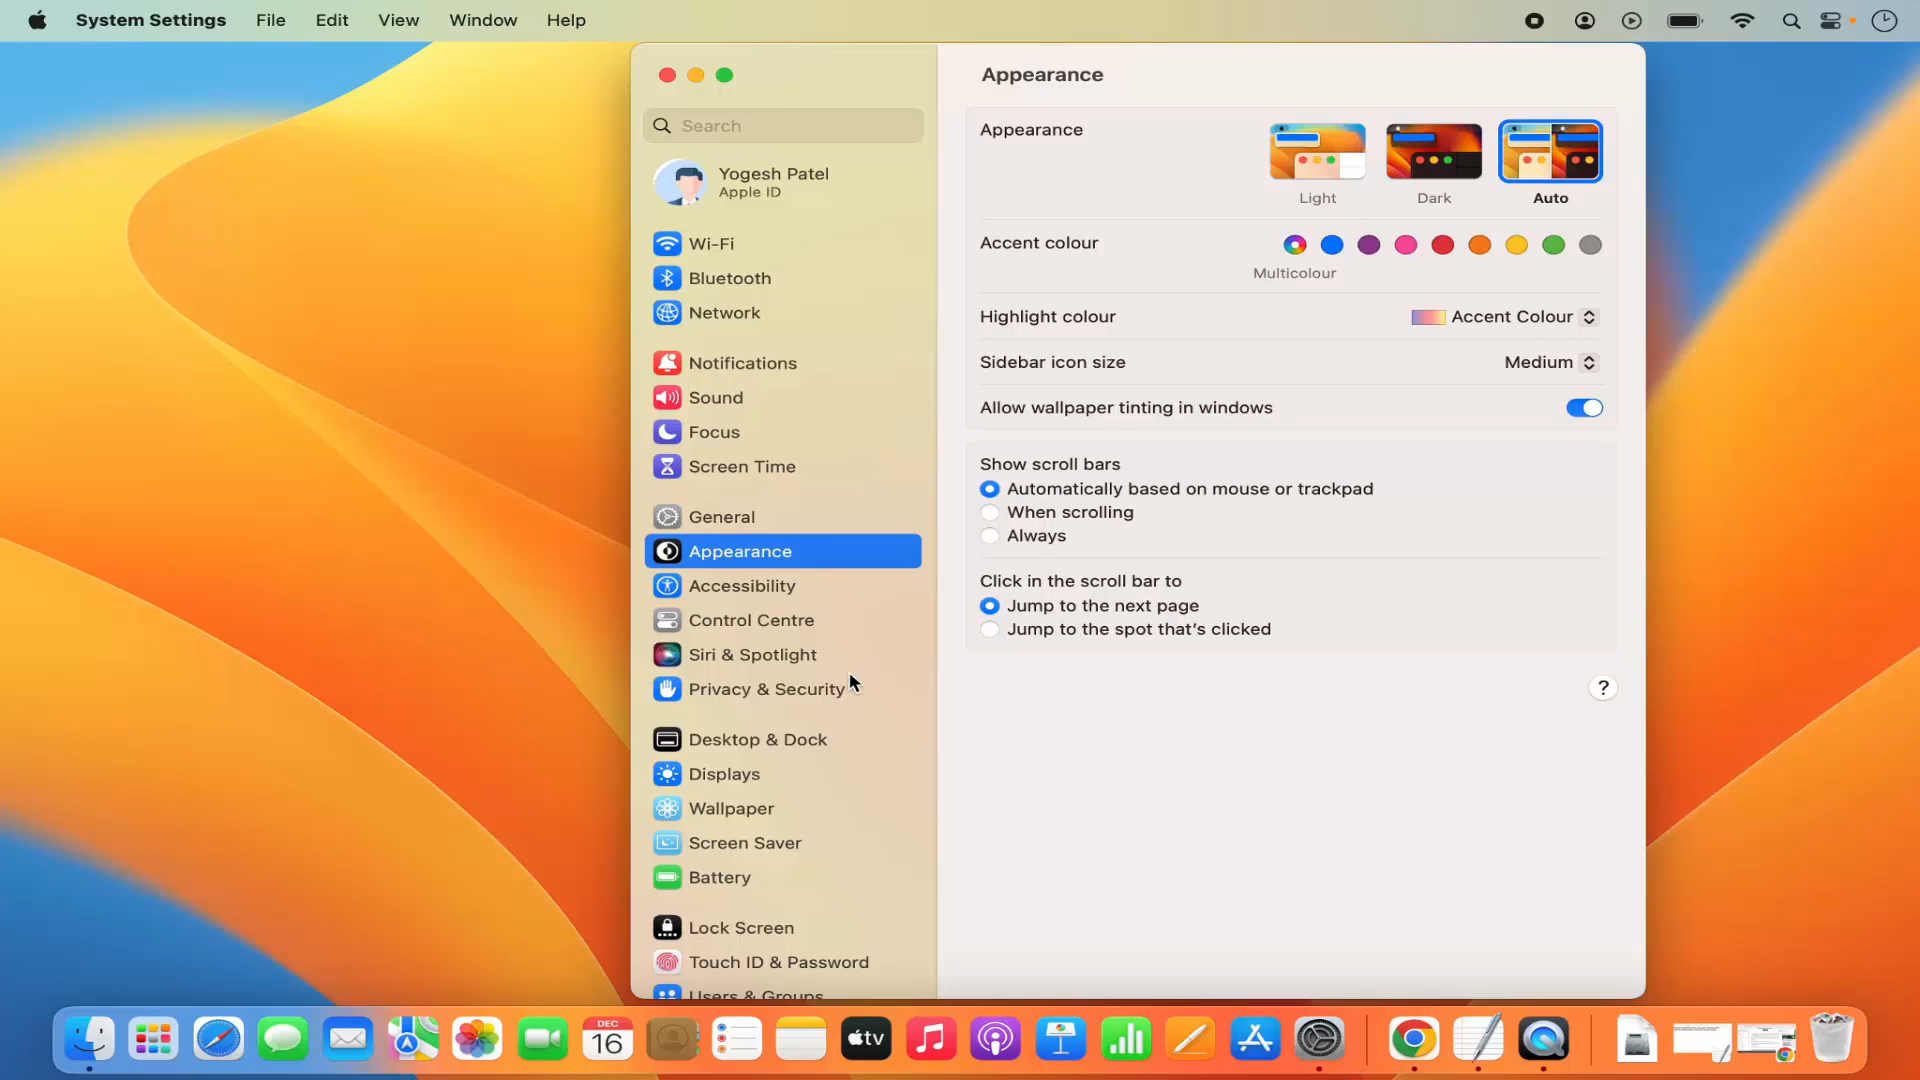 System Settings File Edit View Window Help
Appearance
Search
Yogesh Patel
Apple ID
Wi-Fi
Bluetooth
Network
Notifications
Sound
Focus
Screen Time
General
Appearance
Accessibility
Control Centre
Siri & Spotlight
Privacy & Security
Desktop & Dock
Displays
Wallpaper
Screen Saver
Battery
Lock Screen
Touch ID & Password
Users & Groups
Appearance
Light Dark Auto
Accent colour
Multicolour
Highlight colour Accent Colour
Sidebar icon size Medium
Allow wallpaper tinting in windows
Show scroll bars
Automatically based on mouse or trackpad
When scrolling
Always
Click in the scroll bar to
Jump to the next page
Jump to the spot that's clicked
?
DEC
16
tv